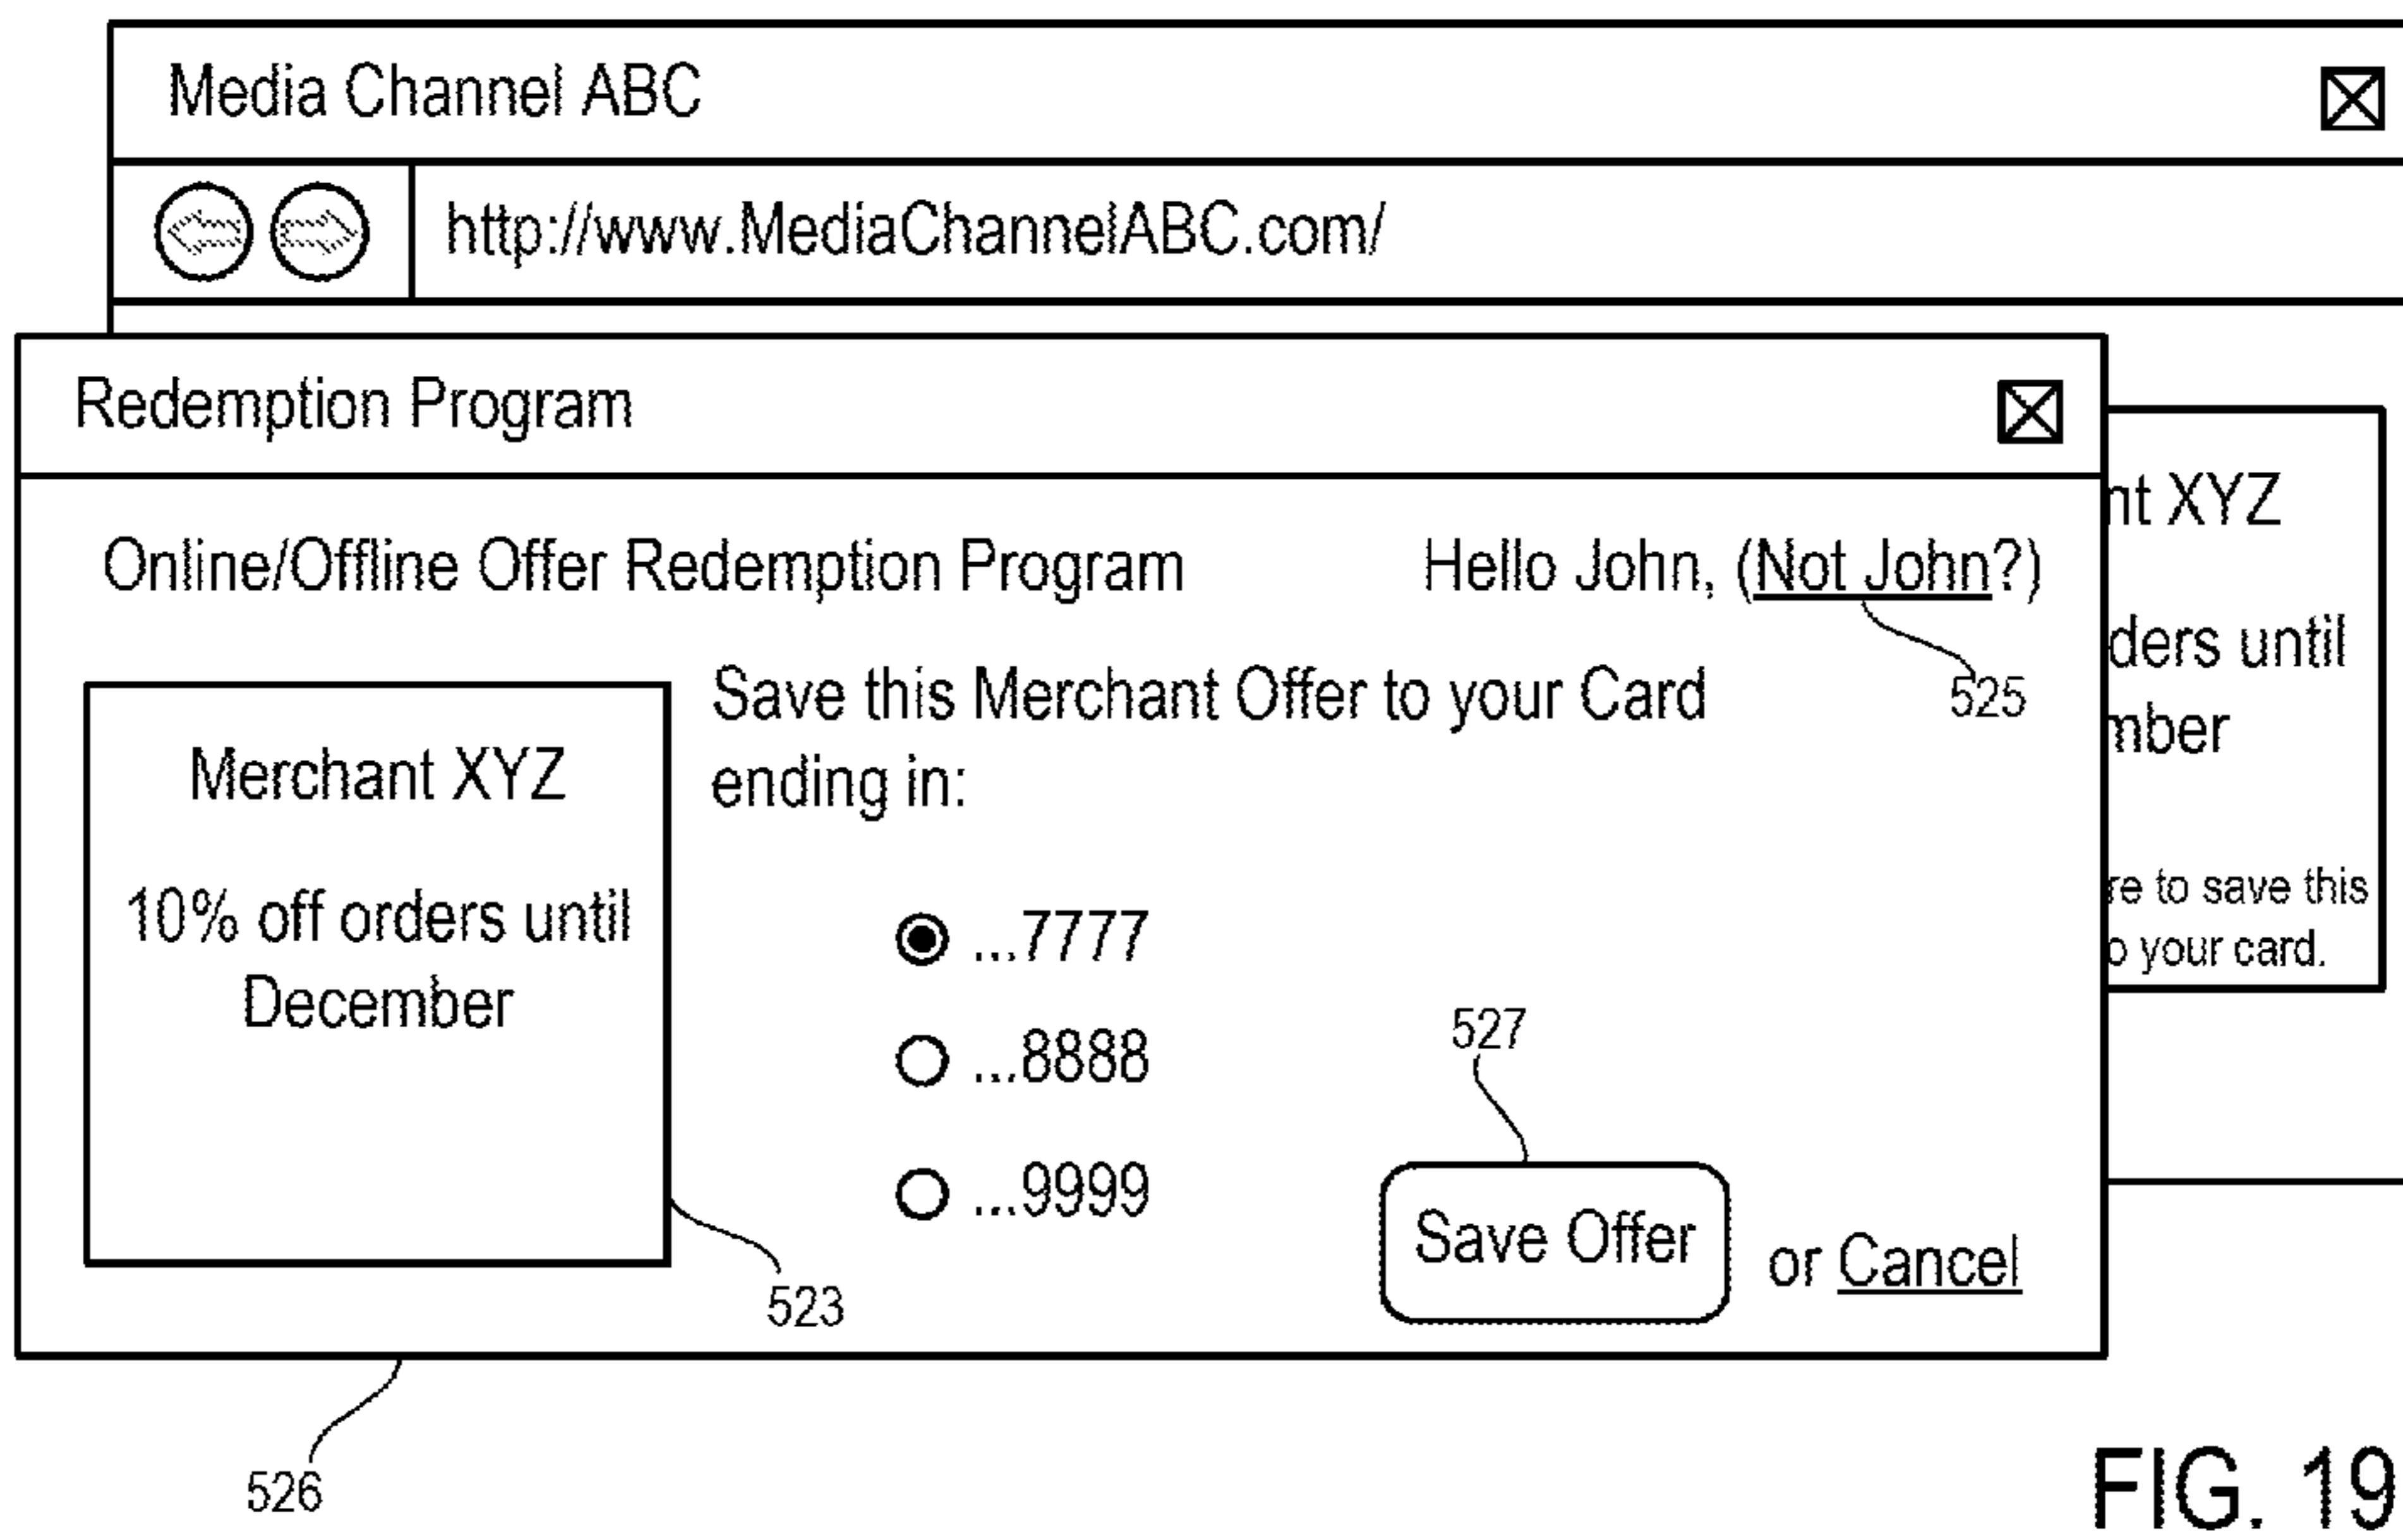 Media Channel ABC
http://www.MediaChannelABC.com/
Redemption Program
Online/Offline Offer Redemption Program
Hello John, (Not John?)
525
Save this Merchant Offer to your Card
ending in:
Merchant XYZ
10% off orders until
December
...7777
...8888
...9999
527
Save Offer
or Cancel
523
526
nt XYZ
ders until
mber
re to save this
o your card.
FIG. 19